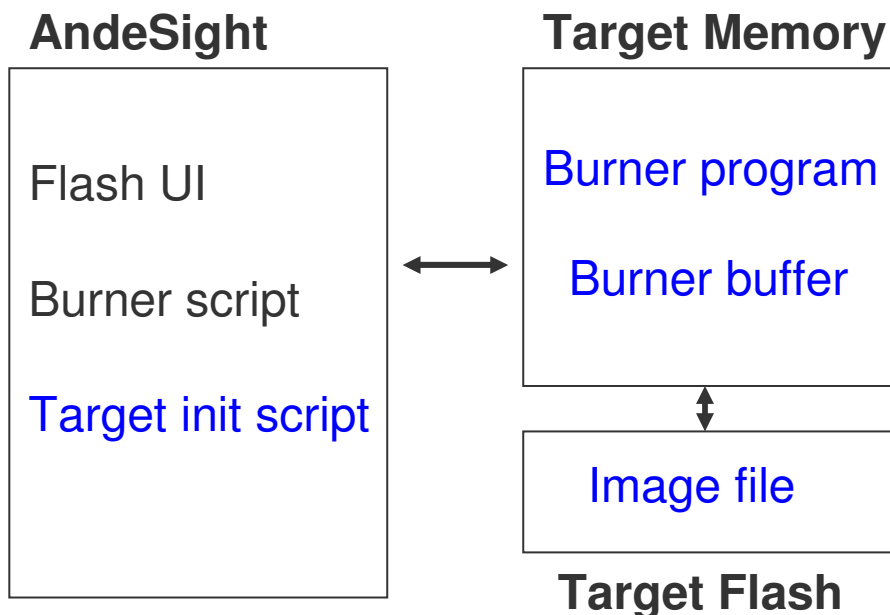 AndeSight
Flash UI
Burner script
Target init script
Target Memory
Burner program
Burner buffer
Image file
Target Flash